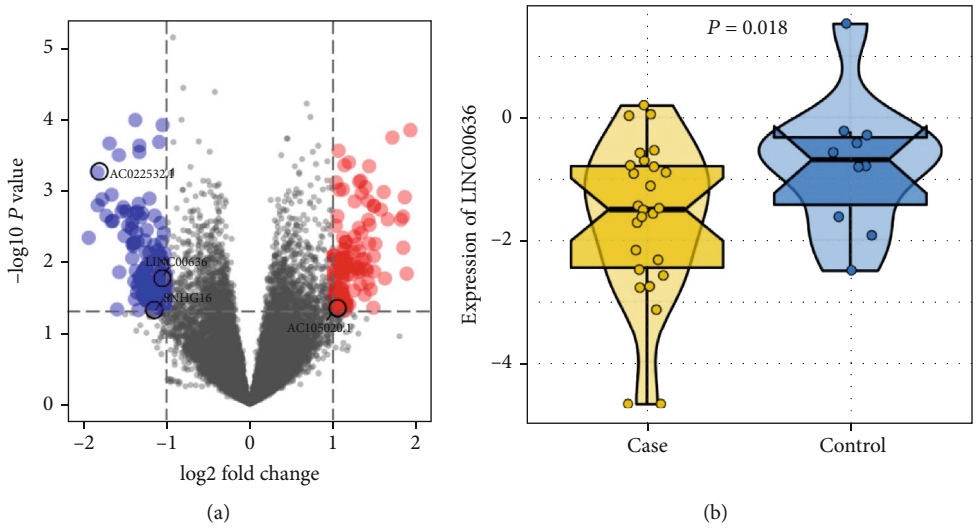 (a)
5
4
3
2
1
0
−log10 P value
AC022532.1
LINC00636
SNHG16
AC105020.1
−2 −1 0 1 2
log2 fold change
P = 0.018
0
−2
−4
Expression of LINC00636
Case Control
(a) (b)